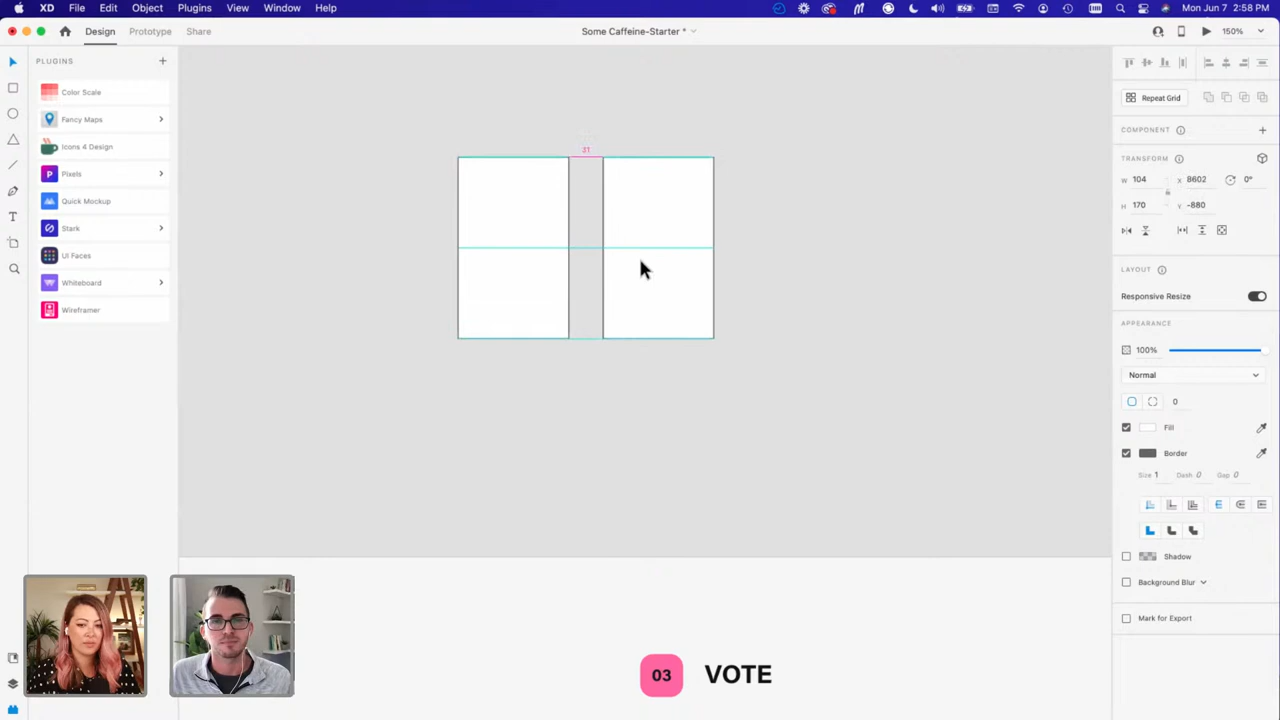 XD File Edit Object Plugins View Window Help Mon Jun 7 2:58 PM
Design Prototype Share Some Caffeine-Starter * 150%
PLUGINS
Color Scale
Fancy Maps
Icons 4 Design
P Pixels
Quick Mockup
Stark
UI Faces
Whiteboard
Wireframer
31
Repeat Grid
COMPONENT
TRANSFORM
W 104 X 8602 0°
H 170 Y -880
LAYOUT
Responsive Resize
APPEARANCE
100%
Normal
0
Fill
Border
Size 1 Dash 0 Gap 0
Shadow
Background Blur
Mark for Export
03 VOTE